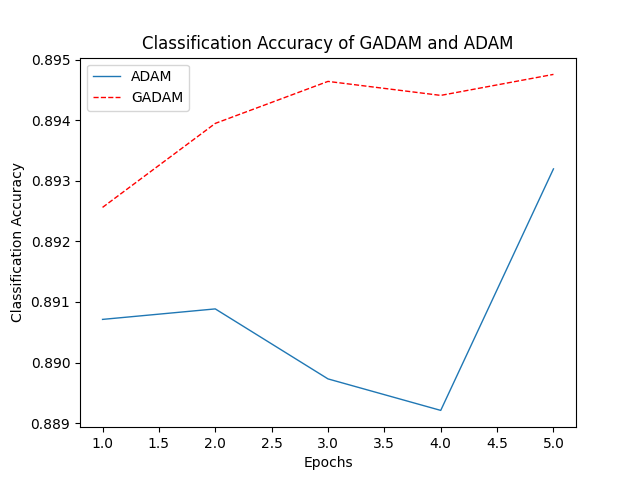 Classification Accuracy of GADAM and ADAM
ADAM
GADAM
Classification Accuracy
0.895
0.894
0.893
0.892
0.891
0.890
0.889
1.0 1.5 2.0 2.5 3.0 3.5 4.0 4.5 5.0
Epochs